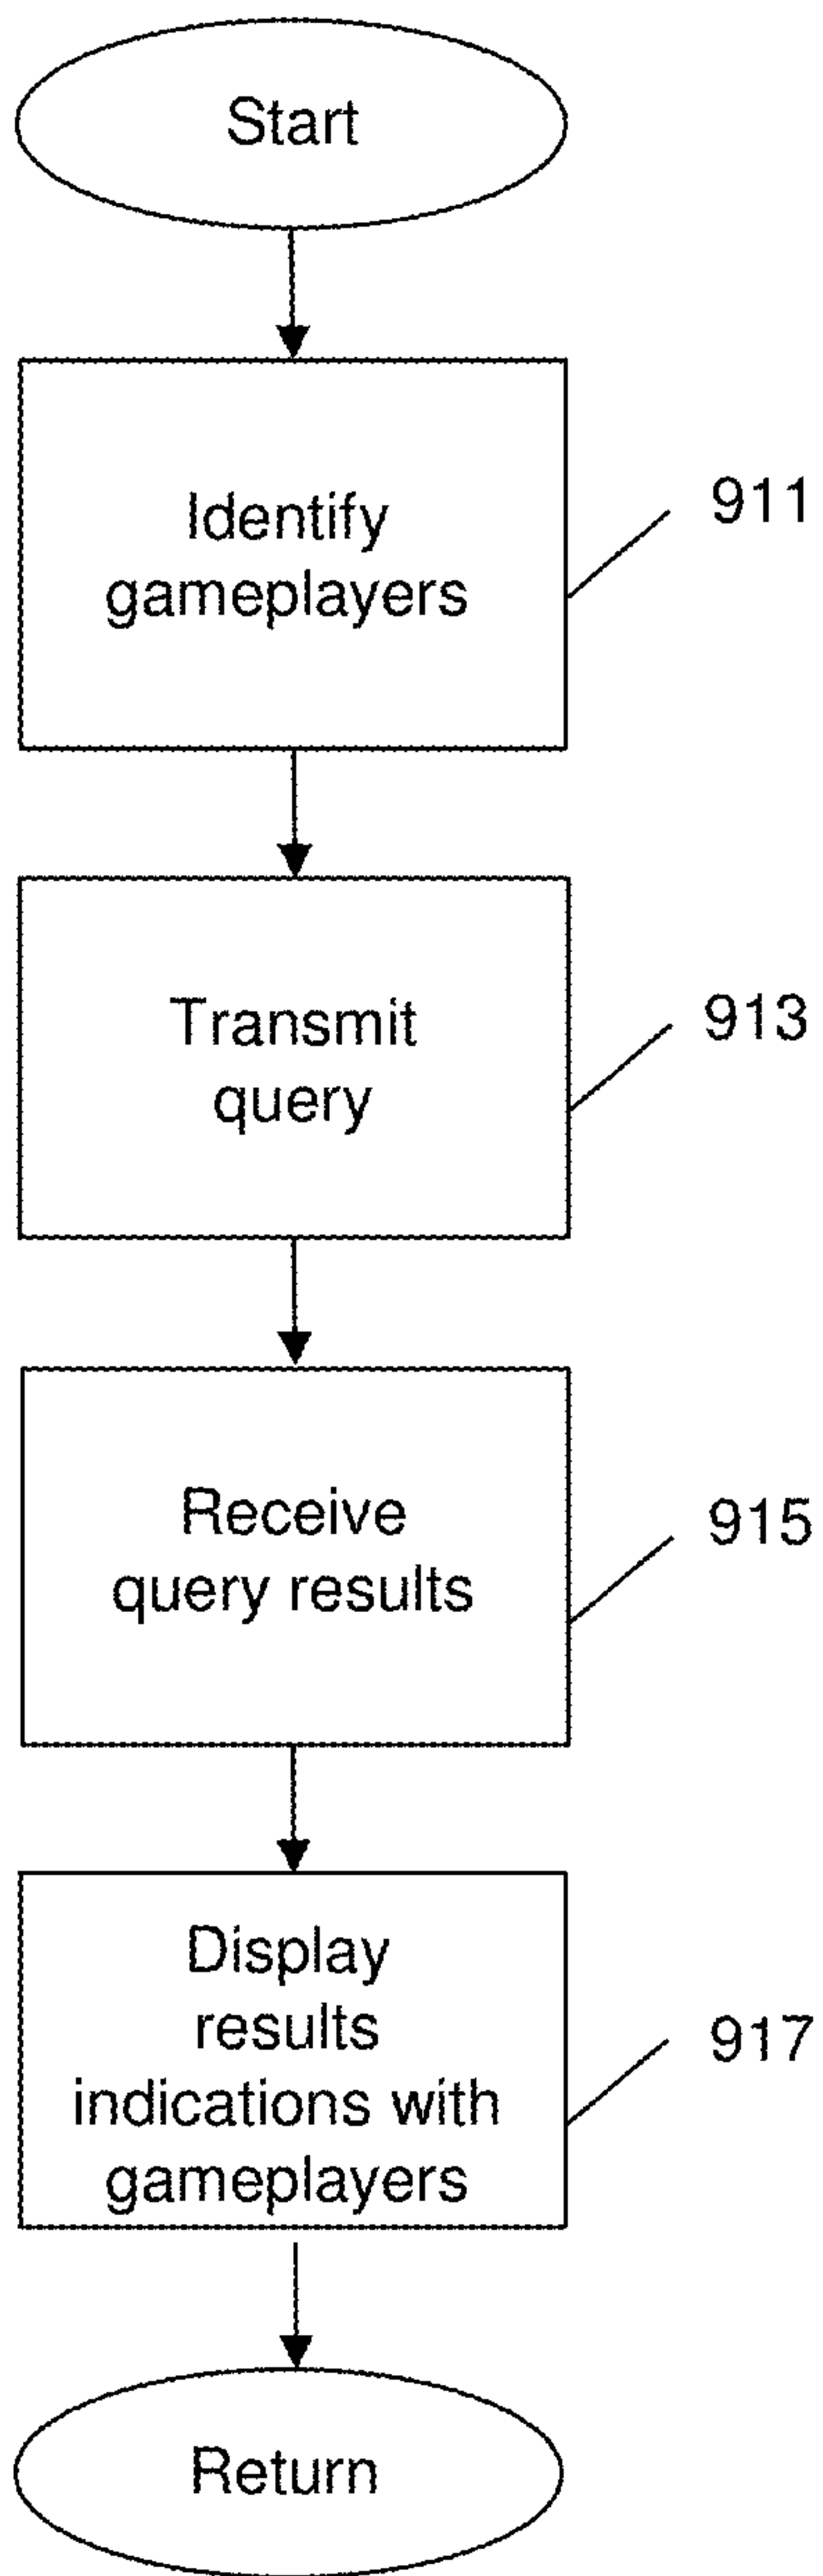 Start
Identify
gameplayers
911
Transmit
query
913
Receive
query results
915
Display
results
indications with
gameplayers
917
Return